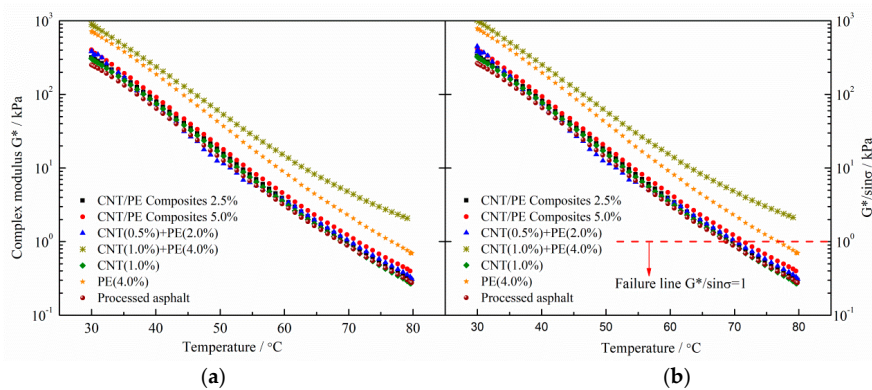 10³
10²
10¹
10⁰
10⁻¹
Complex modulus G* / kPa
CNT/PE Composites 2.5%
CNT/PE Composites 5.0%
CNT(0.5%)+PE(2.0%)
CNT(1.0%)+PE(4.0%)
CNT(1.0%)
PE(4.0%)
Processed asphalt
30 40 50 60 70 80
Temperature / °C
(a)
CNT/PE Composites 2.5%
CNT/PE Composites 5.0%
CNT(0.5%)+PE(2.0%)
CNT(1.0%)+PE(4.0%)
CNT(1.0%)
PE(4.0%)
Processed asphalt
Failure line G*/sinσ=1
30 40 50 60 70 80
Temperature / °C
(b)
10³
10²
10¹
10⁰
10⁻¹
G*/sinσ / kPa